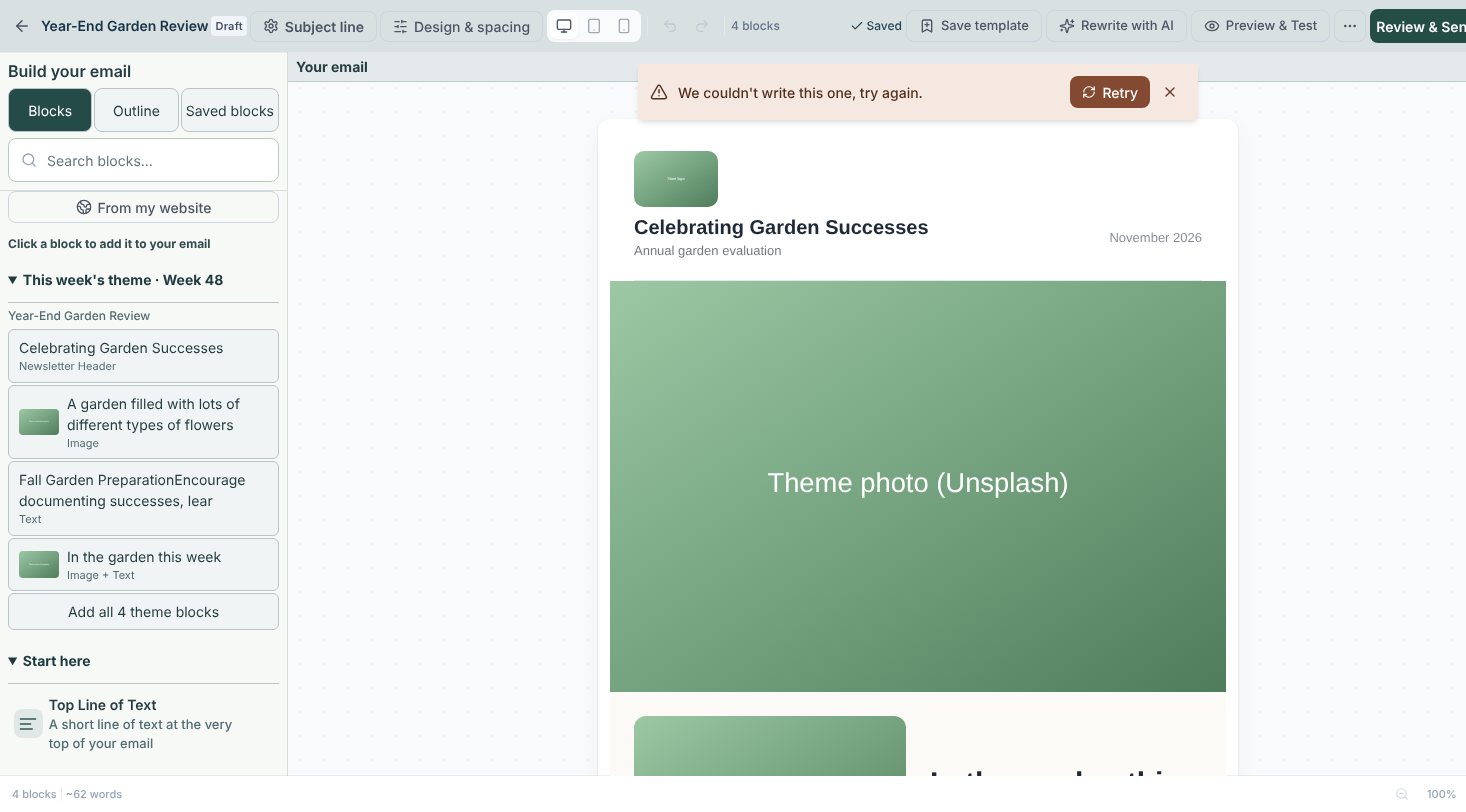 Year-End Garden Review
Draft
Subject line
Design & spacing
4 blocks
Saved
Save template
Rewrite with AI
Preview & Test
Review & Sen
Build your email
Blocks
Outline
Saved blocks
Search blocks...
From my website
Click a block to add it to your email
This week's theme · Week 48
Year-End Garden Review
Celebrating Garden Successes
Newsletter Header
A garden filled with lots of
different types of flowers
Image
Fall Garden PreparationEncourage
documenting successes, lear
Text
In the garden this week
Image + Text
Add all 4 theme blocks
Start here
Top Line of Text
A short line of text at the very
top of your email
Your email
We couldn't write this one, try again.
Retry
Celebrating Garden Successes
Annual garden evaluation
November 2026
Theme photo (Unsplash)
4 blocks
~62 words
100%